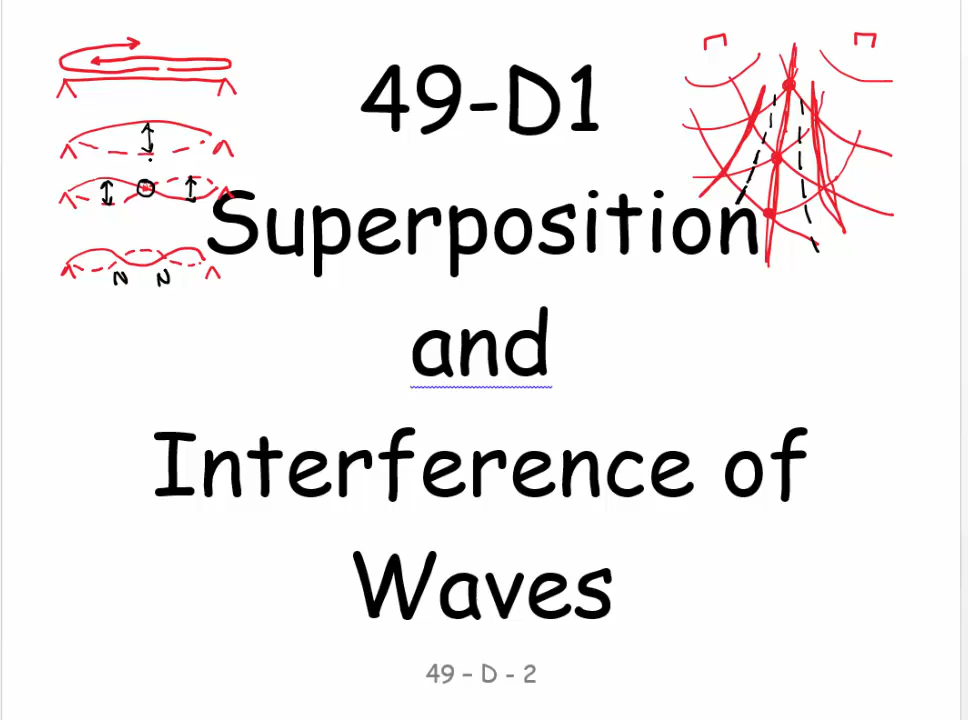 49-D1
Superposition
and
Interference of
Waves
N N
49 - D - 2